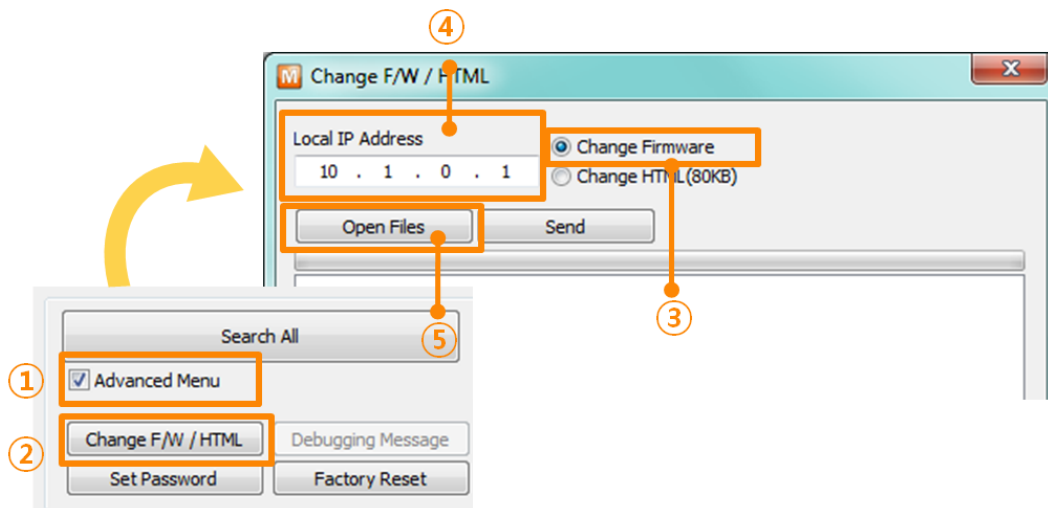 ④
M Change F/W / HTML
Local IP Address
10 . 1 . 0 . 1
Change Firmware
Change HTML(80KB)
Open Files
Send
③
⑤
Search All
①
Advanced Menu
②
Change F/W / HTML
Debugging Message
Set Password
Factory Reset